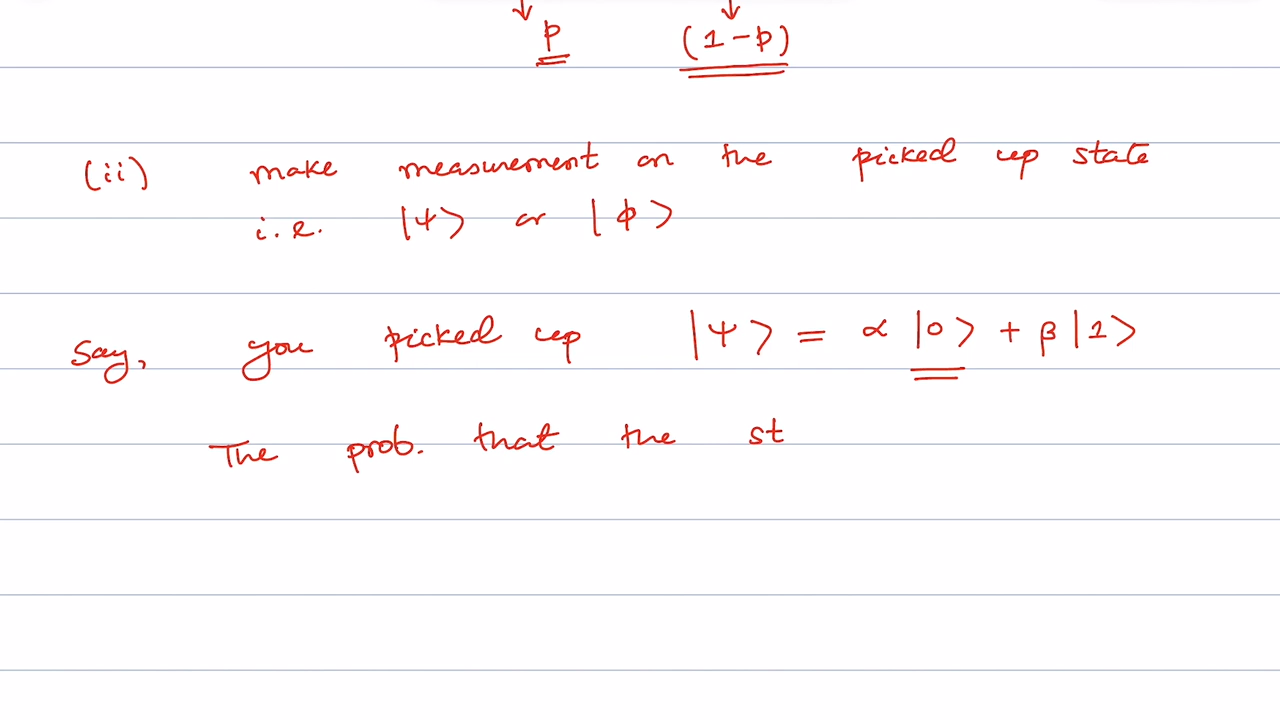 ↓ ↓
p (1-p)
(ii) make measurement on the picked up state
i.e. |ψ⟩ or |ϕ⟩
Say, you picked up |ψ⟩ = α|0⟩ + β|1⟩
The prob. that the st